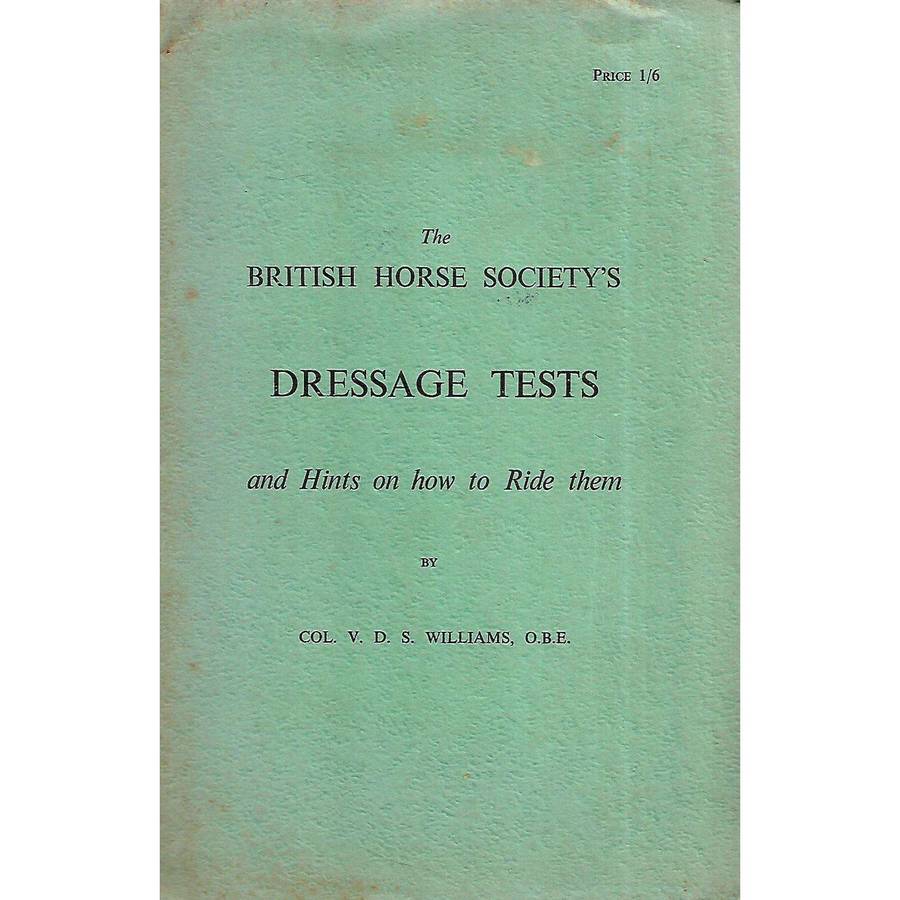 PRICE 1/6
The
BRITISH HORSE SOCIETY'S
DRESSAGE TESTS
and Hints on how to Ride them
BY
COL. V. D. S. WILLIAMS, O.B.E.